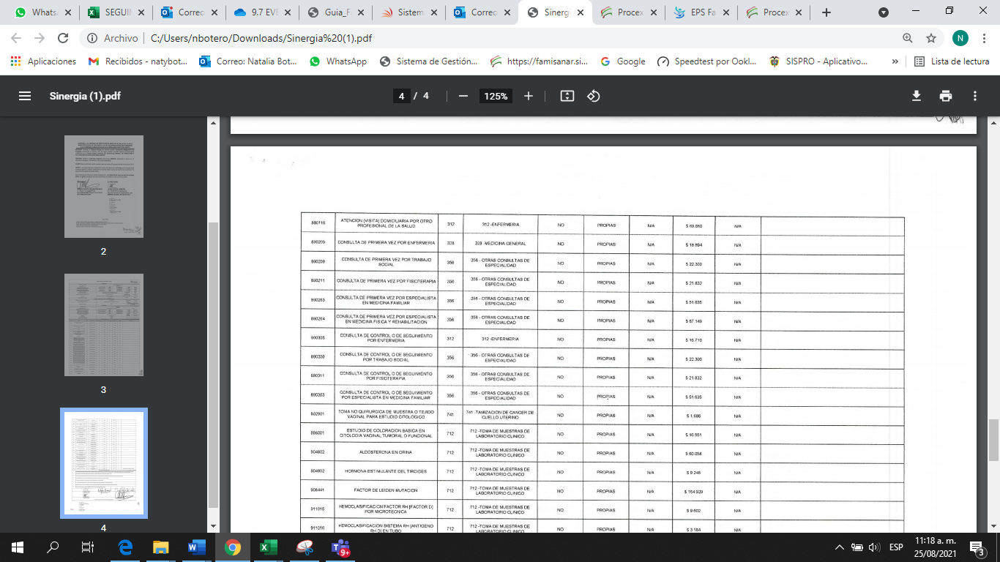 WhatsA
SEGUI
Correo
9.7 EVE
Guia_F
Sistem
Correo
Sinerg
Procex
EPS Fa
Procex
Archivo
C:/Users/nbotero/Downloads/Sinergia%20(1).pdf
N
Aplicaciones
Recibidos - natybot...
Correo: Natalia Bot...
WhatsApp
Sistema de Gestión...
https://famisanar.si...
Google
Speedtest por Ookl...
SISPRO - Aplicativo...
»
Lista de lectura
Sinergia (1).pdf
4 / 4
125%
2
3
4
890116 ATENCION [VISITA] DOMICILIARIA POR OTRO PROFESIONAL DE LA SALUD 312 312 -ENFERMERIA NO PROPIAS N/A $ 69.660 N/A
890205 CONSULTA DE PRIMERA VEZ POR ENFERMERIA 328 328 -MEDICINA GENERAL NO PROPIAS N/A $ 18.894 N/A
890209 CONSULTA DE PRIMERA VEZ POR TRABAJO SOCIAL 356 356 - OTRAS CONSULTAS DE ESPECIALIDAD NO PROPIAS N/A $ 22.300 N/A
890211 CONSULTA DE PRIMERA VEZ POR FISIOTERAPIA 356 356 - OTRAS CONSULTAS DE ESPECIALIDAD NO PROPIAS N/A $ 21.832 N/A
890263 CONSULTA DE PRIMERA VEZ POR ESPECIALISTA EN MEDICINA FAMILIAR 356 356 - OTRAS CONSULTAS DE ESPECIALIDAD NO PROPIAS N/A $ 51.635 N/A
890264 CONSULTA DE PRIMERA VEZ POR ESPECIALISTA EN MEDICINA FISICA Y REHABILITACION 356 356 - OTRAS CONSULTAS DE ESPECIALIDAD NO PROPIAS N/A $ 67.149 N/A
890305 CONSULTA DE CONTROL O DE SEGUIMIENTO POR ENFERMERIA 312 312 -ENFERMERIA NO PROPIAS N/A $ 16.710 N/A
890309 CONSULTA DE CONTROL O DE SEGUIMIENTO POR TRABAJO SOCIAL 356 356 - OTRAS CONSULTAS DE ESPECIALIDAD NO PROPIAS N/A $ 22.300 N/A
890311 CONSULTA DE CONTROL O DE SEGUIMIENTO POR FISIOTERAPIA 356 356 - OTRAS CONSULTAS DE ESPECIALIDAD NO PROPIAS N/A $ 21.832 N/A
890363 CONSULTA DE CONTROL O DE SEGUIMIENTO POR ESPECIALISTA EN MEDICINA FAMILIAR 356 356 - OTRAS CONSULTAS DE ESPECIALIDAD NO PROPIAS N/A $ 51.635 N/A
892901 TOMA NO QUIRURGICA DE MUESTRA O TEJIDO VAGINAL PARA ESTUDIO CITOLOGICO 741 741 -TAMIZACION DE CANCER DE CUELLO UTERINO NO PROPIAS N/A $ 1.686 N/A
898001 ESTUDIO DE COLORACION BASICA EN CITOLOGIA VAGINAL TUMORAL O FUNCIONAL 712 712 -TOMA DE MUESTRAS DE LABORATORIO CLINICO NO PROPIAS N/A $ 16.551 N/A
904802 ALDOSTERONA EN ORINA 712 712 -TOMA DE MUESTRAS DE LABORATORIO CLINICO NO PROPIAS N/A $ 60.058 N/A
904902 HORMONA ESTIMULANTE DEL TIROIDES 712 712 -TOMA DE MUESTRAS DE LABORATORIO CLINICO NO PROPIAS N/A $ 9.248 N/A
908441 FACTOR DE LEIDEN MUTACION 712 712 -TOMA DE MUESTRAS DE LABORATORIO CLINICO NO PROPIAS N/A $ 164.929 N/A
911015 HEMOCLASIFICACION FACTOR RH [FACTOR D] POR MICROTECNICA 712 712 -TOMA DE MUESTRAS DE LABORATORIO CLINICO NO PROPIAS N/A $ 9.602 N/A
911016 HEMOCLASIFICACION SISTEMA RH [ANTIGENO RH D] EN TUBO 712 712 -TOMA DE MUESTRAS DE LABORATORIO CLINICO NO PROPIAS N/A $ 3.184 N/A
9+
ESP
11:18 a. m.
25/08/2021
3